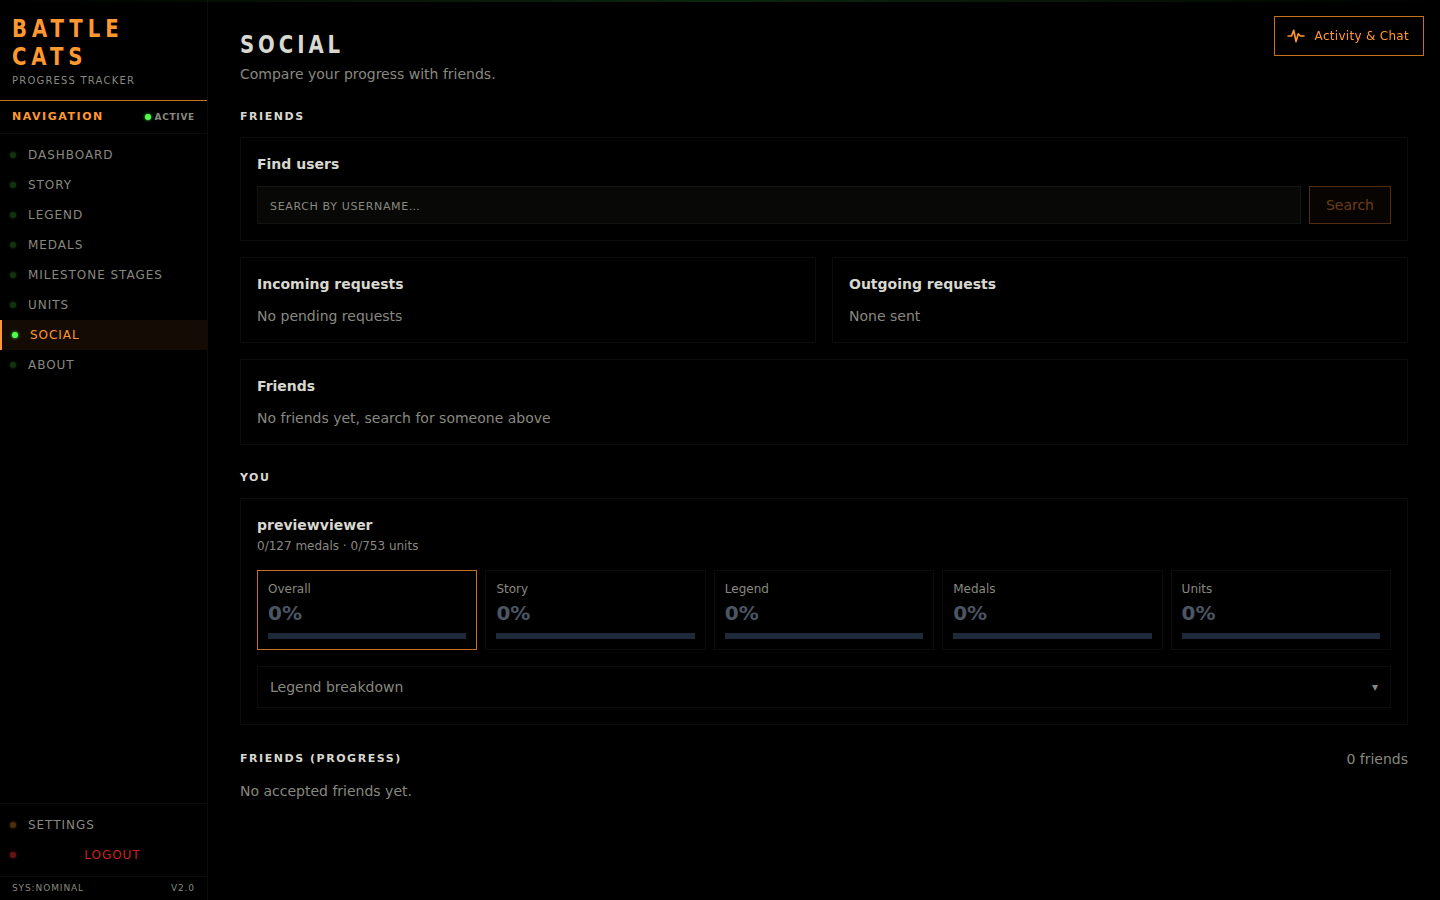 BATTLE
CATS
PROGRESS TRACKER
NAVIGATION
ACTIVE
DASHBOARD
STORY
LEGEND
MEDALS
MILESTONE STAGES
UNITS
SOCIAL
ABOUT
SETTINGS
LOGOUT
SYS:NOMINAL
V2.0
SOCIAL
Compare your progress with friends.
Activity & Chat
FRIENDS
Find users
SEARCH BY USERNAME...
Search
Incoming requests
No pending requests
Outgoing requests
None sent
Friends
No friends yet, search for someone above
YOU
previewviewer
0/127 medals · 0/753 units
Overall
0%
Story
0%
Legend
0%
Medals
0%
Units
0%
Legend breakdown
FRIENDS (PROGRESS)
0 friends
No accepted friends yet.